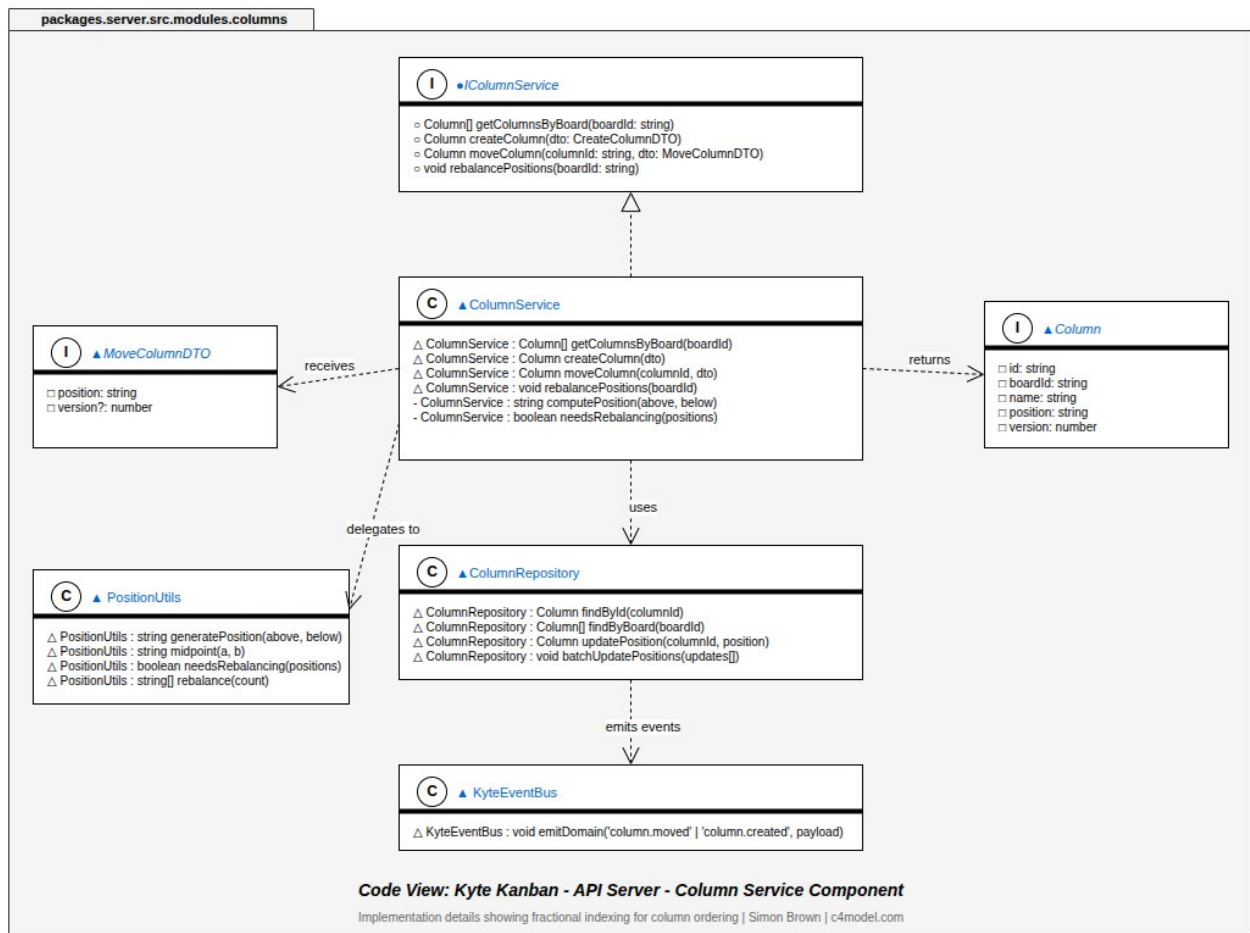 packages.server.src.modules.columns
I ●IColumnService
○ Column[] getColumnsByBoard(boardId: string)
○ Column createColumn(dto: CreateColumnDTO)
○ Column moveColumn(columnId: string, dto: MoveColumnDTO)
○ void rebalancePositions(boardId: string)
C ▲ColumnService
△ ColumnService : Column[] getColumnsByBoard(boardId)
△ ColumnService : Column createColumn(dto)
△ ColumnService : Column moveColumn(columnId, dto)
△ ColumnService : void rebalancePositions(boardId)
- ColumnService : string computePosition(above, below)
- ColumnService : boolean needsRebalancing(positions)
I ▲MoveColumnDTO
□ position: string
□ version?: number
receives
returns
I ▲Column
□ id: string
□ boardId: string
□ name: string
□ position: string
□ version: number
uses
delegates to
C ▲ PositionUtils
△ PositionUtils : string generatePosition(above, below)
△ PositionUtils : string midpoint(a, b)
△ PositionUtils : boolean needsRebalancing(positions)
△ PositionUtils : string[] rebalance(count)
C ▲ColumnRepository
△ ColumnRepository : Column findById(columnId)
△ ColumnRepository : Column[] findByBoard(boardId)
△ ColumnRepository : Column updatePosition(columnId, position)
△ ColumnRepository : void batchUpdatePositions(updates[])
emits events
C ▲ KyteEventBus
△ KyteEventBus : void emitDomain('column.moved' | 'column.created', payload)
Code View: Kyte Kanban - API Server - Column Service Component
Implementation details showing fractional indexing for column ordering | Simon Brown | c4model.com